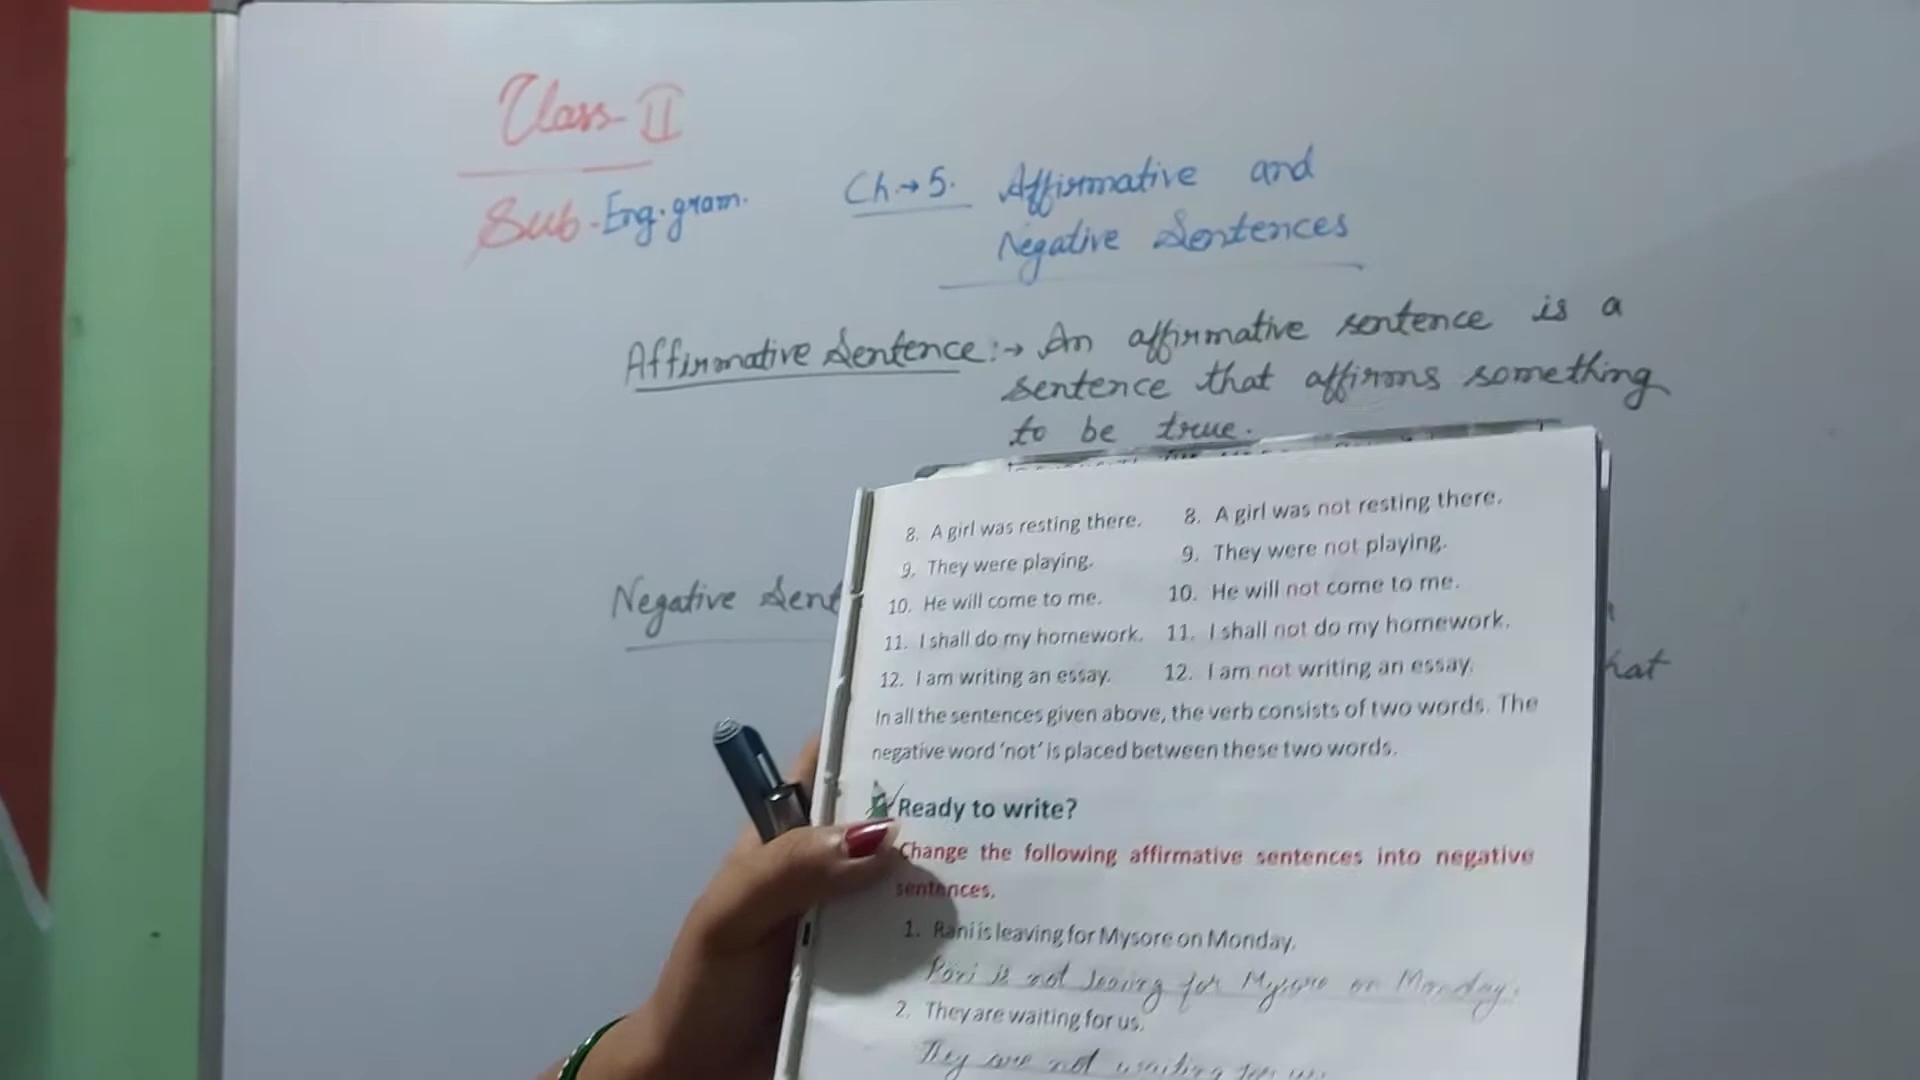 Class-II
Sub-Eng.gram.
Ch.→5. Affirmative and
Negative Sentences
Affirmative Sentence:→ An affirmative sentence is a
sentence that affirms something
to be true.
Negative Sent
hat
8. A girl was resting there. 8. A girl was not resting there.
9. They were playing. 9. They were not playing.
10. He will come to me. 10. He will not come to me.
11. I shall do my homework. 11. I shall not do my homework.
12. I am writing an essay. 12. I am not writing an essay.
In all the sentences given above, the verb consists of two words. The
negative word 'not' is placed between these two words.
Ready to write?
Change the following affirmative sentences into negative
sentences.
1. Rani is leaving for Mysore on Monday.
Rani is not leaving for Mysore on Monday.
2. They are waiting for us.
They are not waiting for us.